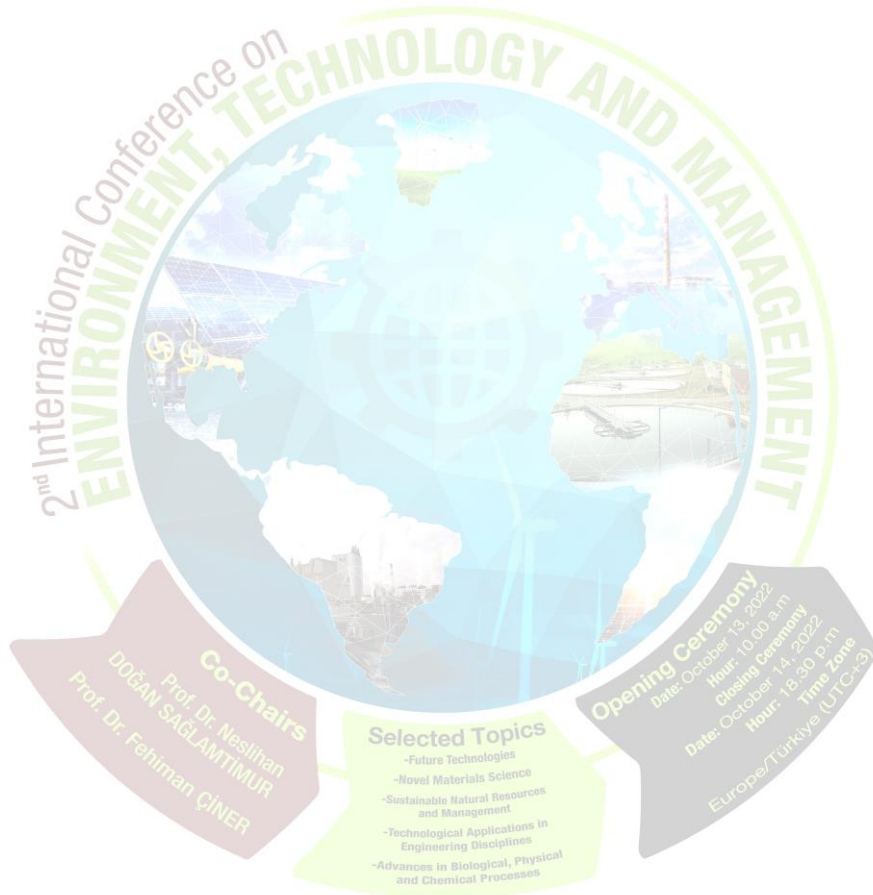 2nd International Conference on
ENVIRONMENT, TECHNOLOGY AND MANAGEMENT
Co-Chairs
Prof. Dr. Neslihan
DOĞAN SAĞLAMTİMUR
Prof. Dr. Fehiman ÇİNER
Selected Topics
-Future Technologies
-Novel Materials Science
-Sustainable Natural Resources
and Management
-Technological Applications in
Engineering Disciplines
-Advances in Biological, Physical
and Chemical Processes
Opening Ceremony
Date: October 13, 2022
Hour: 10.00 a.m
Closing Ceremony
Date: October 14, 2022
Hour: 18.30 p.m
Time Zone
Europe/Türkiye (UTC+3)